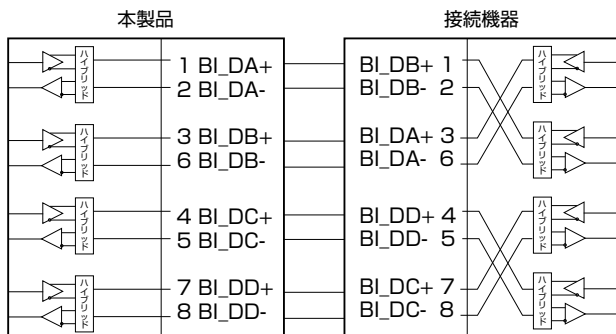 本製品
接続機器
ハイブリッド
1 BI_DA+
2 BI_DA-
BI_DB+ 1
BI_DB- 2
ハイブリッド
ハイブリッド
3 BI_DB+
6 BI_DB-
BI_DA+ 3
BI_DA- 6
ハイブリッド
ハイブリッド
4 BI_DC+
5 BI_DC-
BI_DD+ 4
BI_DD- 5
ハイブリッド
ハイブリッド
7 BI_DD+
8 BI_DD-
BI_DC+ 7
BI_DC- 8
ハイブリッド